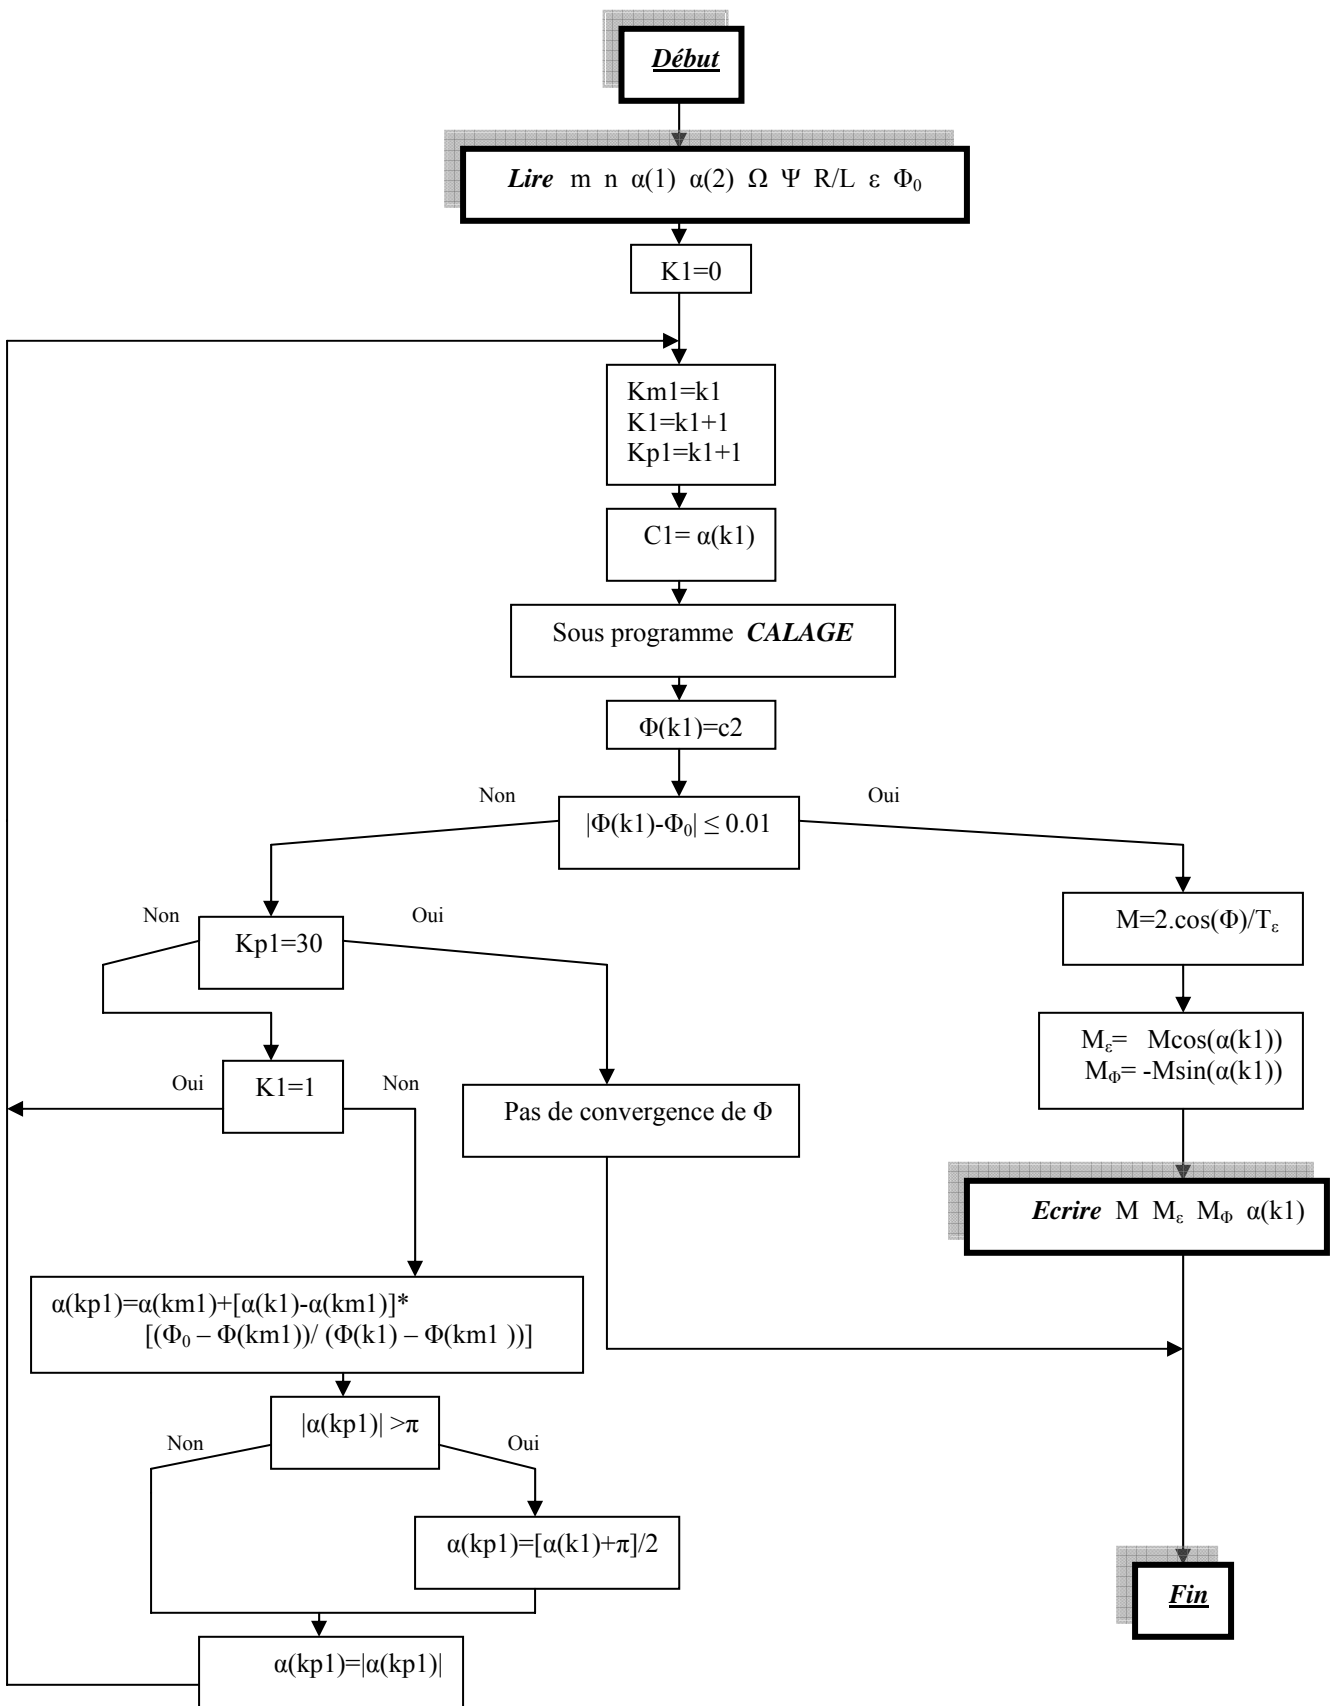 Début
Lire m n α(1) α(2) Ω Ψ R/L ε Φ₀
K1=0
Km1=k1
K1=k1+1
Kp1=k1+1
C1= α(k1)
Sous programme CALAGE
Φ(k1)=c2
Non
Oui
|Φ(k1)-Φ₀| ≤ 0.01
Non
Oui
Kp1=30
M=2.cos(Φ)/Tε
Mε= Mcos(α(k1))
MΦ= -Msin(α(k1))
Oui
K1=1
Non
Pas de convergence de Φ
Ecrire M Mε MΦ α(k1)
α(kp1)=α(km1)+[α(k1)-α(km1)]*
[(Φ₀ – Φ(km1))/ (Φ(k1) – Φ(km1 ))]
|α(kp1)| >π
Non
Oui
α(kp1)=[α(k1)+π]/2
Fin
α(kp1)=|α(kp1)|